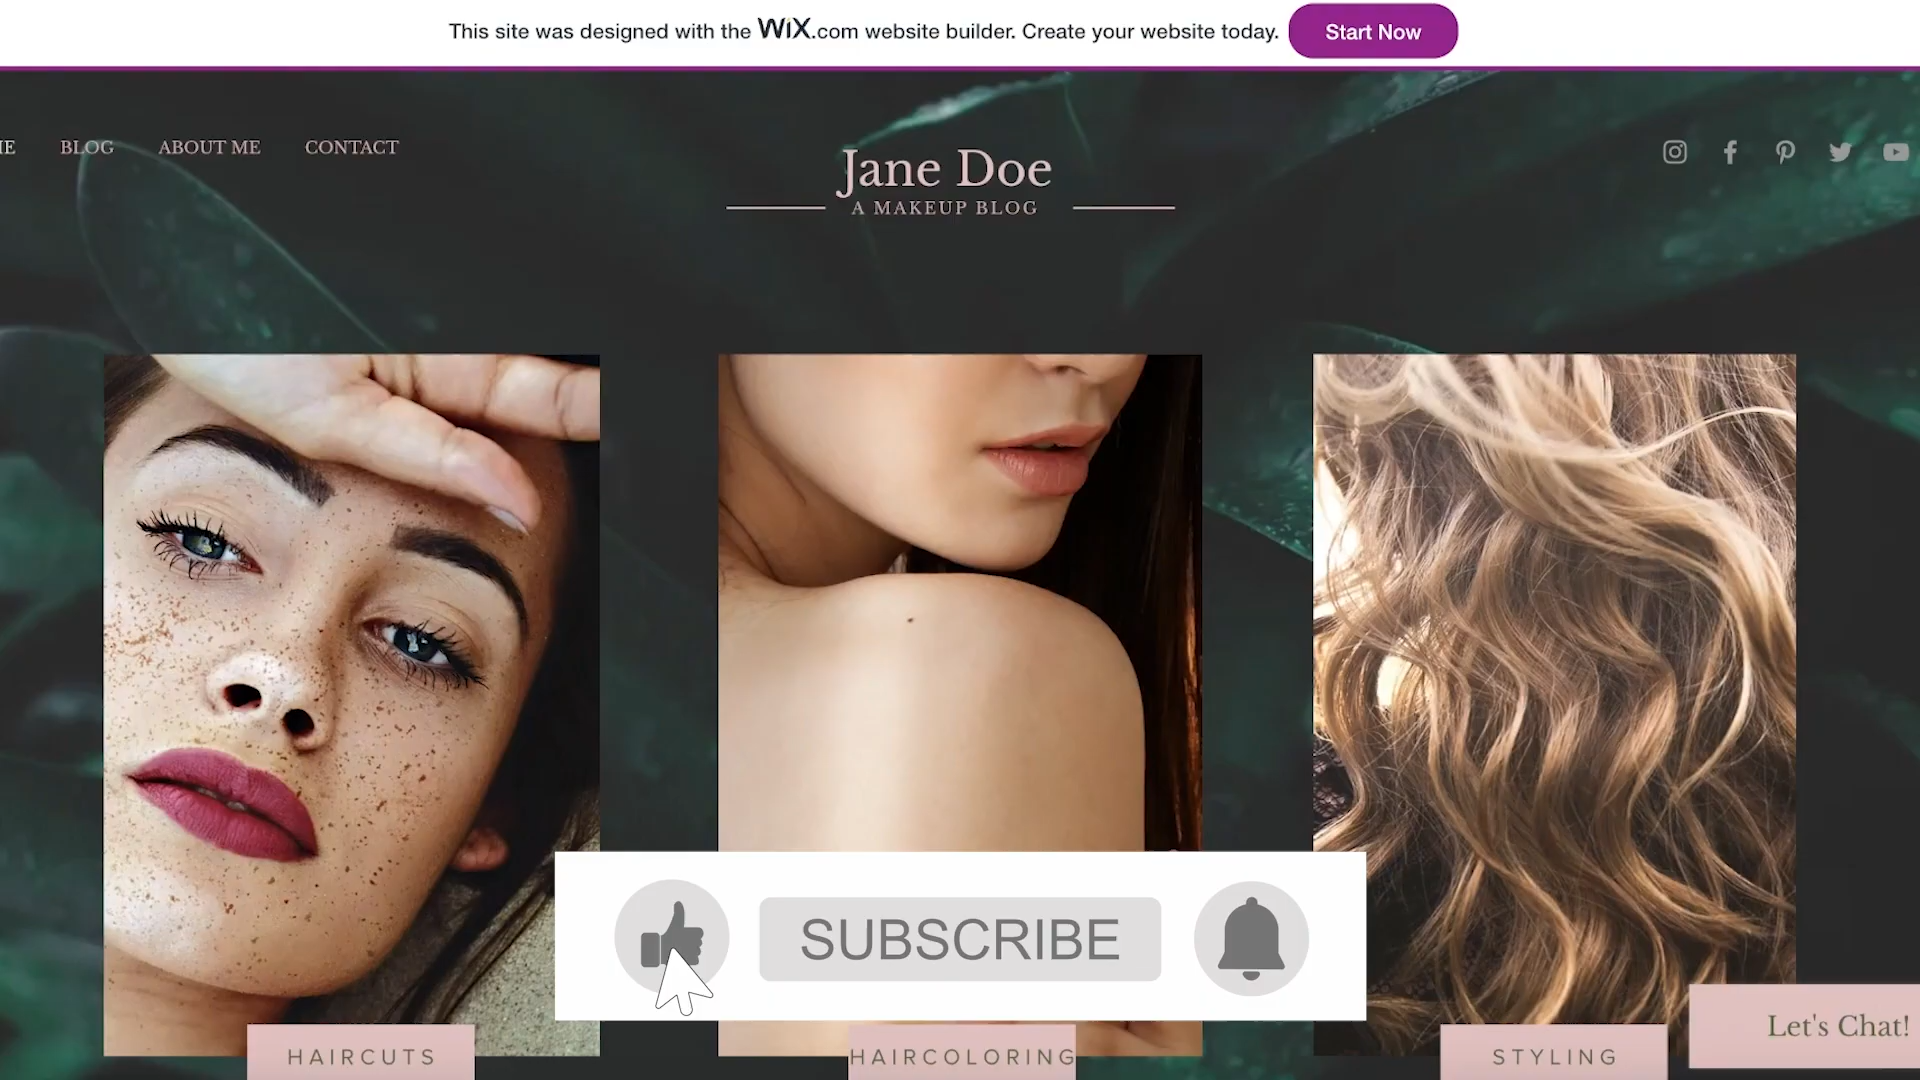 This site was designed with the WiX.com website builder. Create your website today. Start Now
BLOG ABOUT ME CONTACT
Jane Doe
A MAKEUP BLOG
SUBSCRIBE
Let's Chat!
HAIRCUTS HAIRCOLORING STYLING